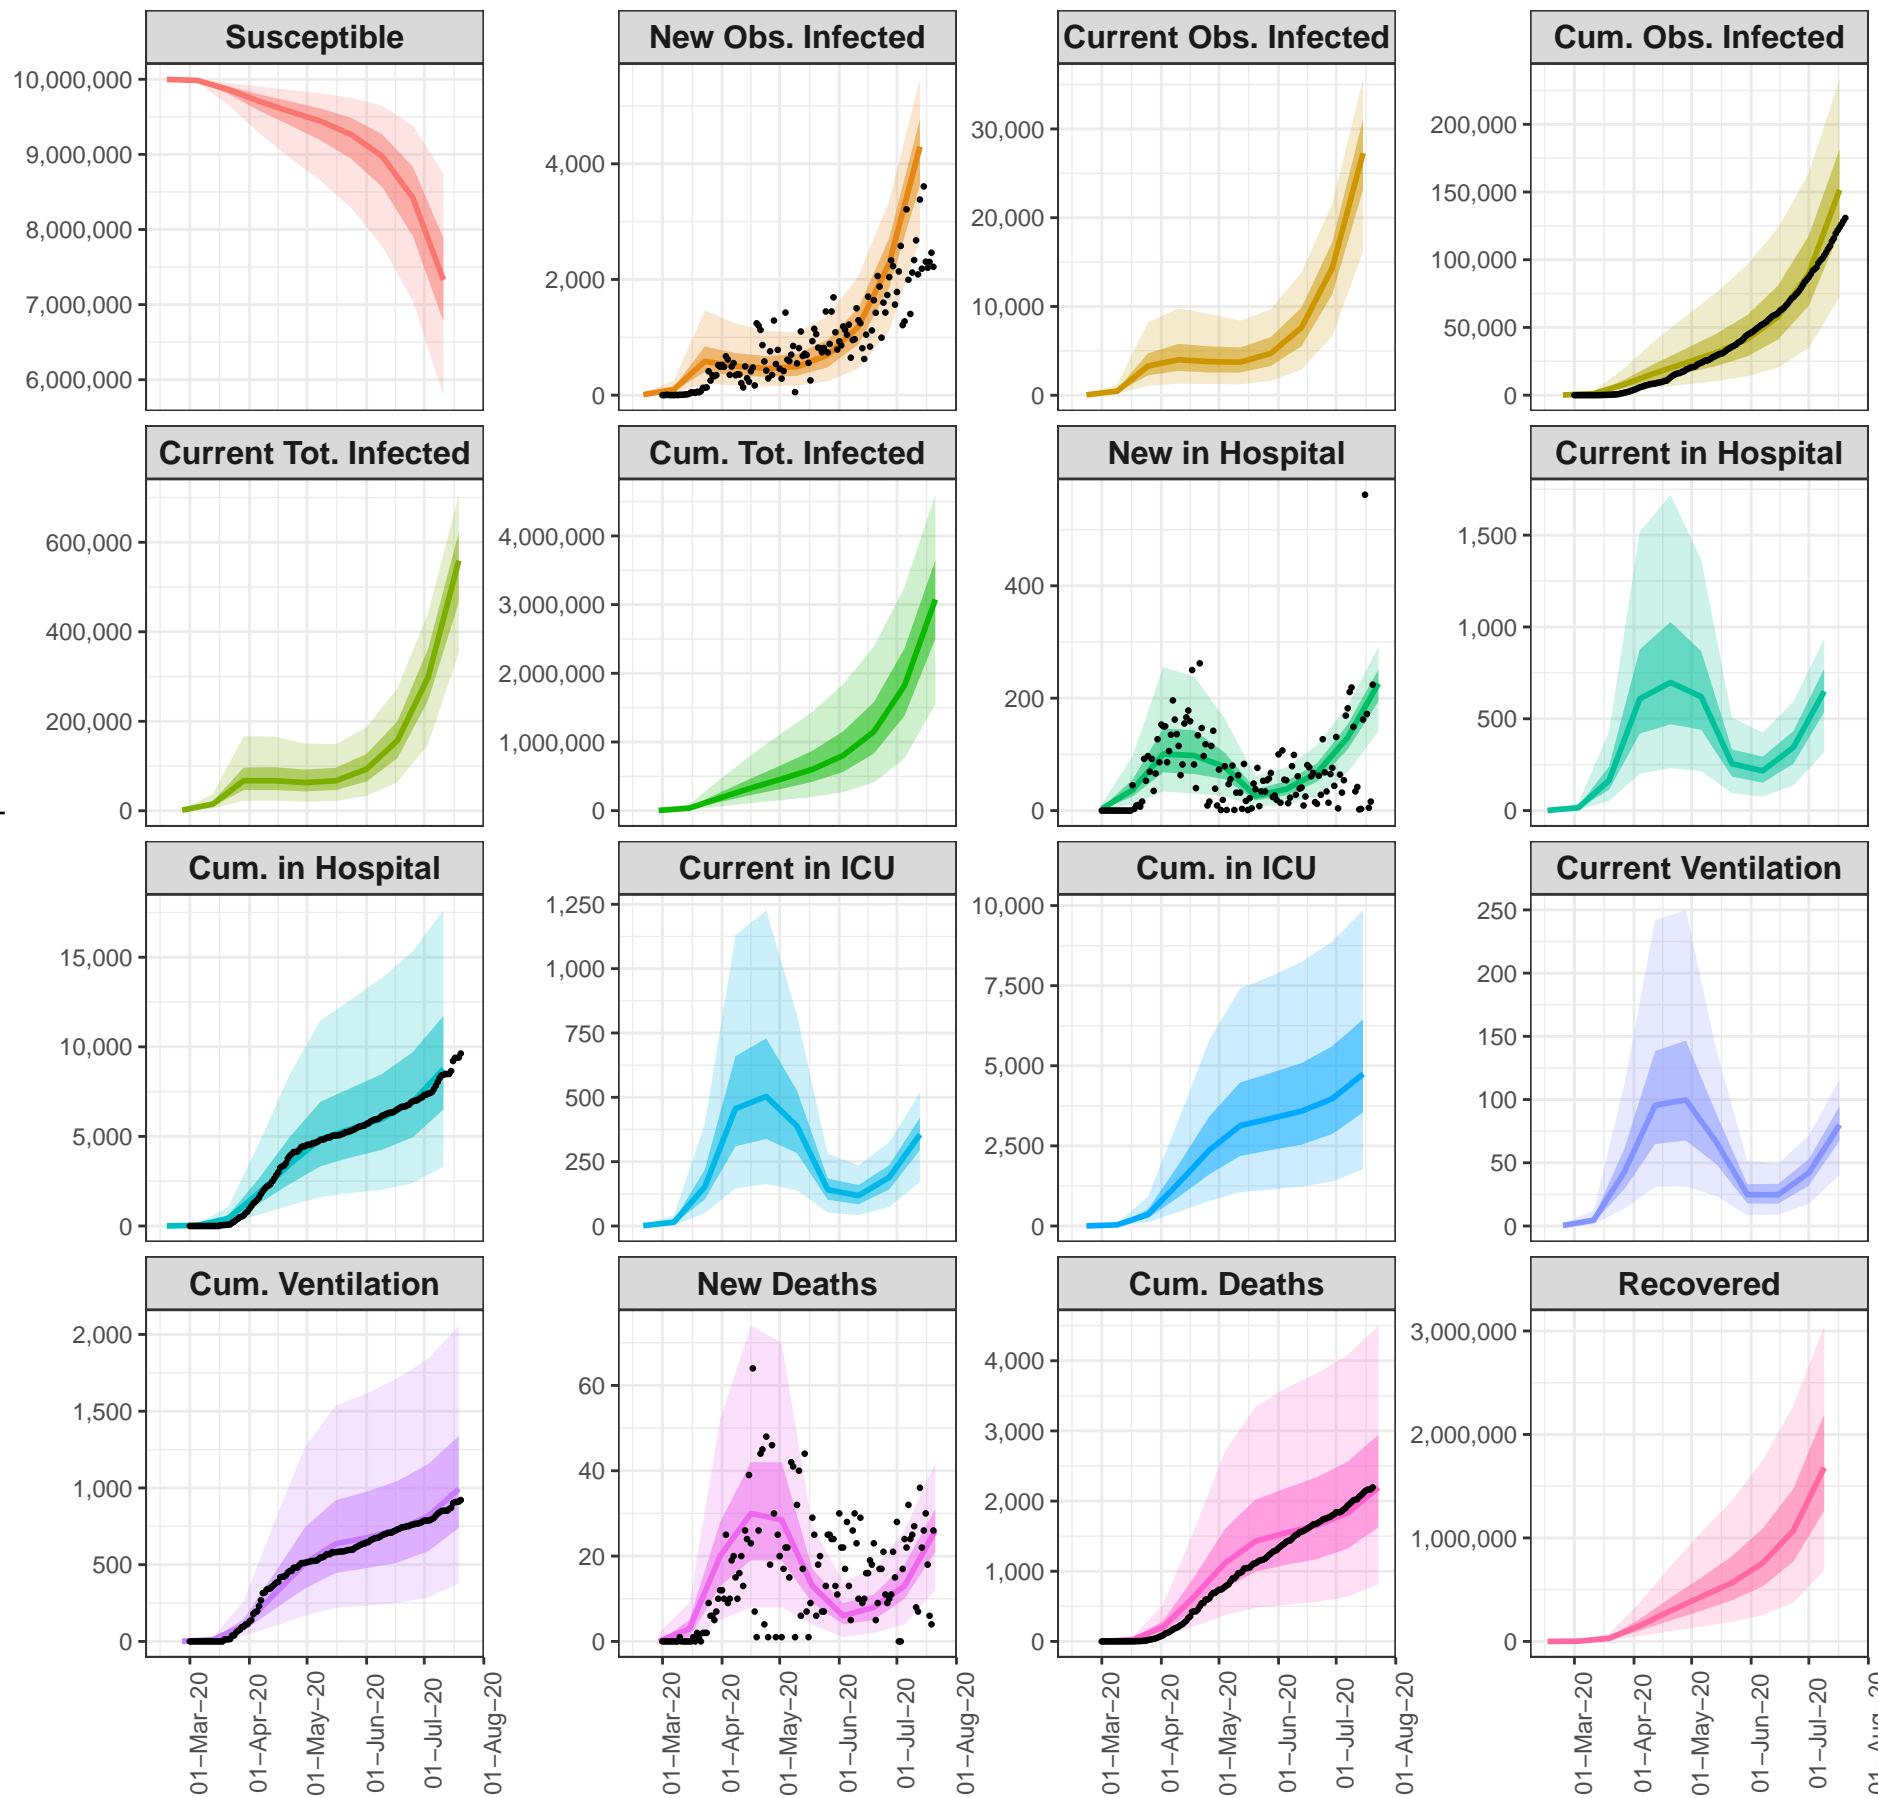 Susceptible
New Obs. Infected
Current Obs. Infected
Cum. Obs. Infected
10,000,000
9,000,000
8,000,000
7,000,000
6,000,000
4,000
2,000
0
30,000
20,000
10,000
0
200,000
150,000
100,000
50,000
0
Current Tot. Infected
Cum. Tot. Infected
New in Hospital
Current in Hospital
600,000
400,000
200,000
0
4,000,000
3,000,000
2,000,000
1,000,000
0
400
200
0
1,500
1,000
500
0
Cum. in Hospital
Current in ICU
Cum. in ICU
Current Ventilation
15,000
10,000
5,000
0
1,250
1,000
750
500
250
0
10,000
7,500
5,000
2,500
0
250
200
150
100
50
0
Cum. Ventilation
New Deaths
Cum. Deaths
Recovered
2,000
1,500
1,000
500
0
60
40
20
0
4,000
3,000
2,000
1,000
0
3,000,000
2,000,000
1,000,000
0
01−Mar−20
01−Apr−20
01−May−20
01−Jun−20
01−Jul−20
01−Aug−20
01−Mar−20
01−Apr−20
01−May−20
01−Jun−20
01−Jul−20
01−Aug−20
01−Mar−20
01−Apr−20
01−May−20
01−Jun−20
01−Jul−20
01−Aug−20
01−Mar−20
01−Apr−20
01−May−20
01−Jun−20
01−Jul−20
01−Aug−20